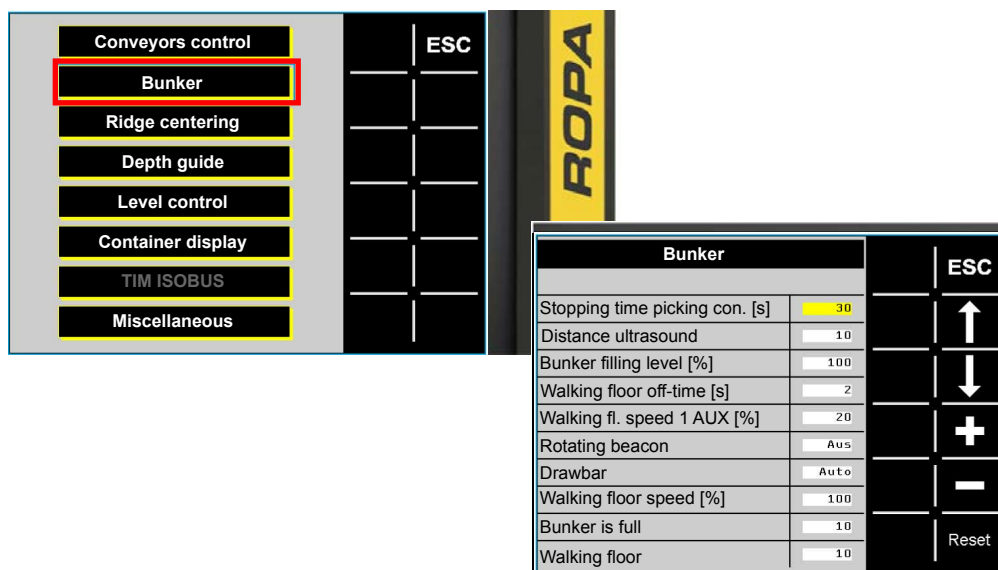 Conveyors control
ESC
Bunker
Ridge centering
Depth guide
Level control
Container display
TIM ISOBUS
Miscellaneous
ROPA
Bunker
ESC
Stopping time picking con. [s] 30
Distance ultrasound 10
Bunker filling level [%] 100
Walking floor off-time [s] 2
Walking fl. speed 1 AUX [%] 20
Rotating beacon Aus
Drawbar Auto
Walking floor speed [%] 100
Bunker is full 10
Reset
Walking floor 10